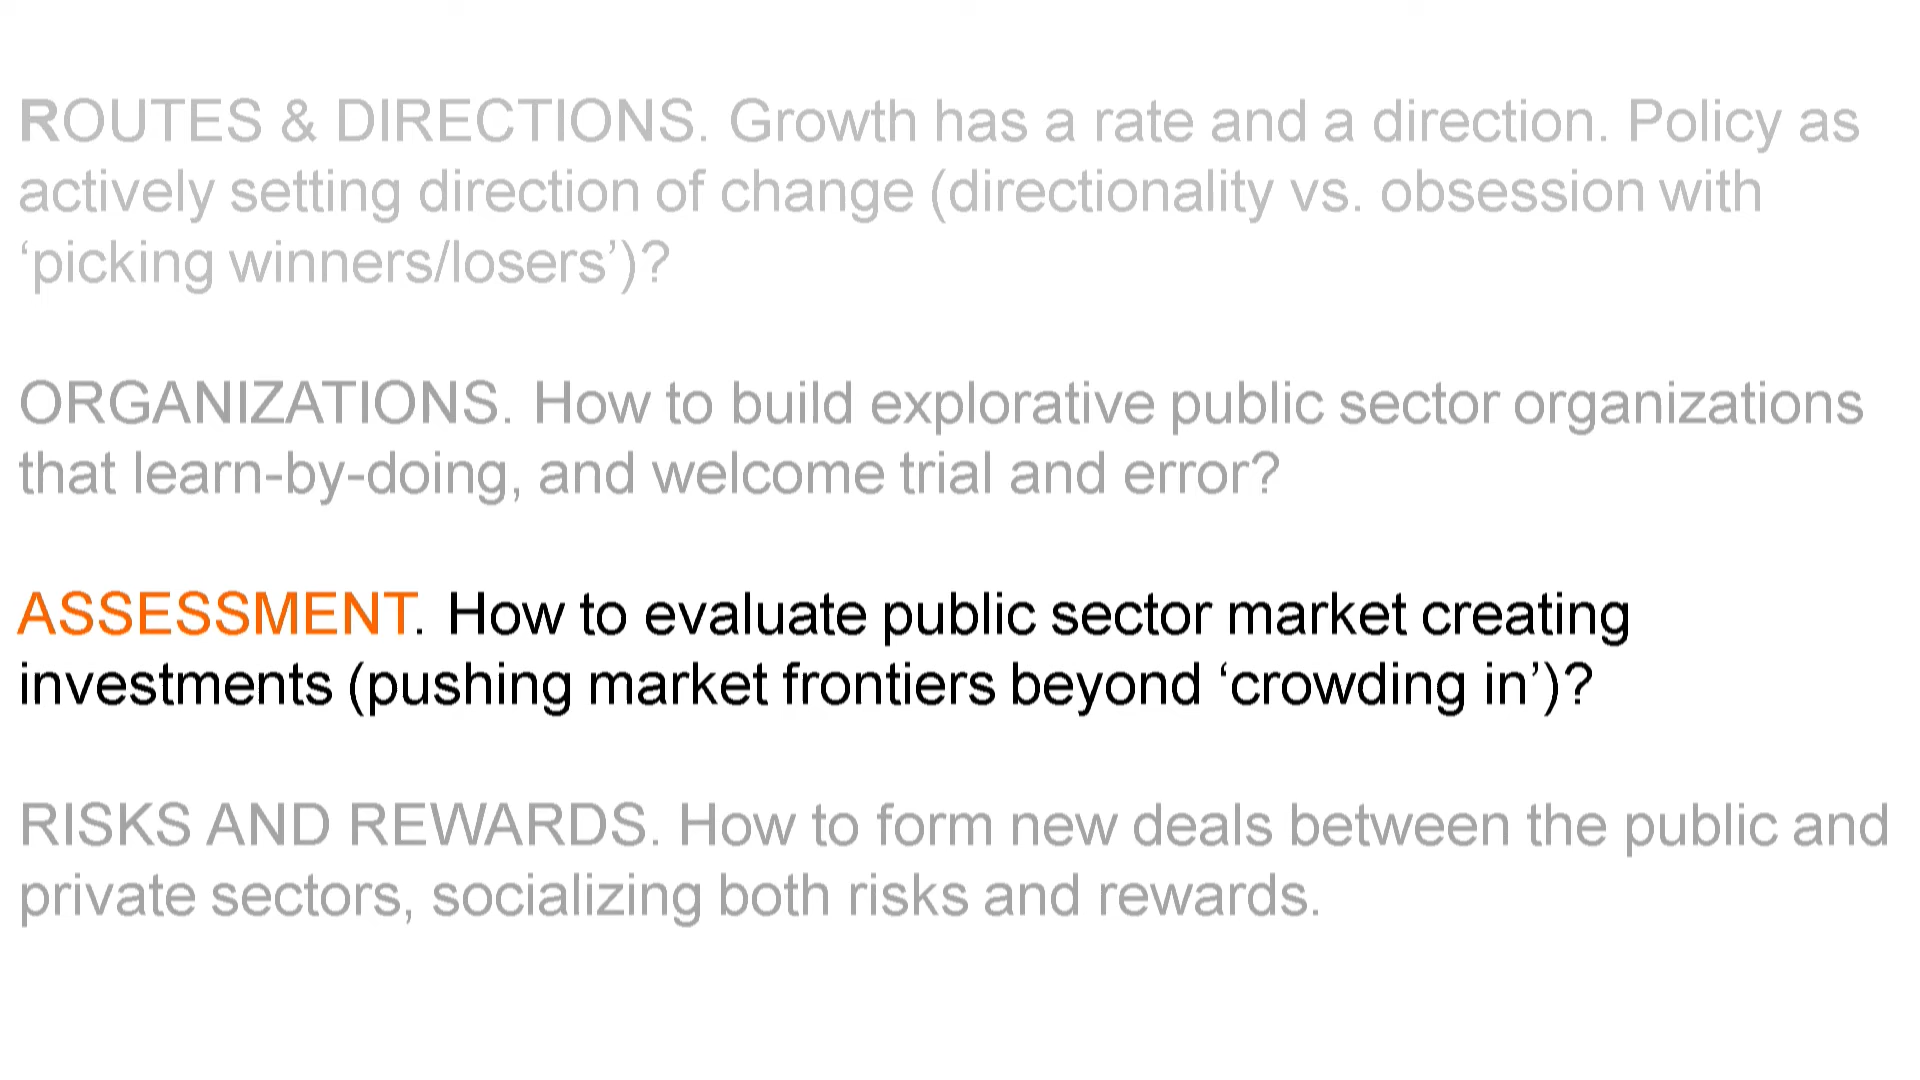 ROUTES & DIRECTIONS. Growth has a rate and a direction. Policy as
actively setting direction of change (directionality vs. obsession with
‘picking winners/losers’)?
ORGANIZATIONS. How to build explorative public sector organizations
that learn-by-doing, and welcome trial and error?
ASSESSMENT. How to evaluate public sector market creating
investments (pushing market frontiers beyond ‘crowding in’)?
RISKS AND REWARDS. How to form new deals between the public and
private sectors, socializing both risks and rewards.